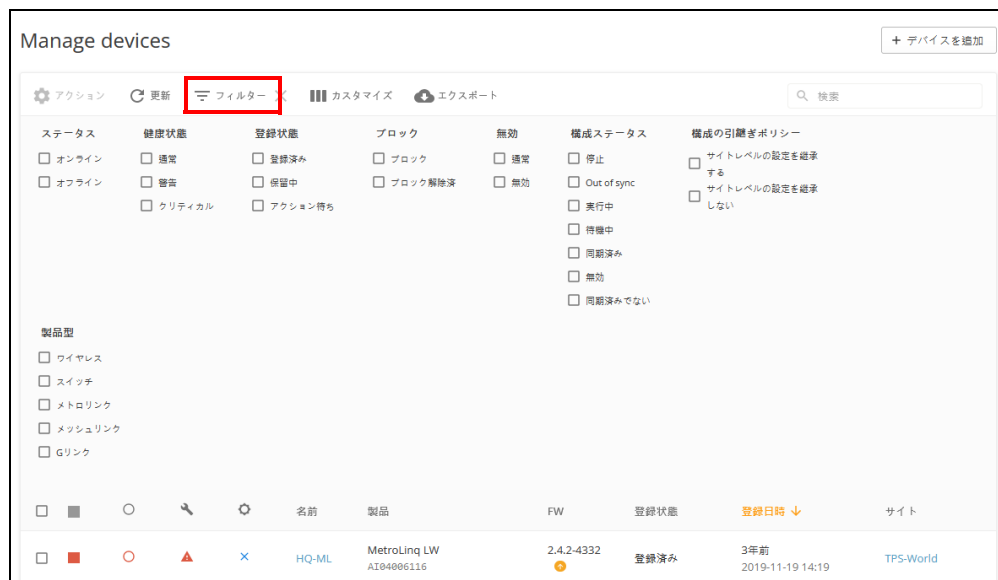 Manage devices
+ デバイスを追加
アクション 更新 フィルター カスタマイズ エクスポート 検索
ステータス 健康状態 登録状態 ブロック 無効 構成ステータス 構成の引継ぎポリシー
オンライン 通常 登録済み ブロック 通常 停止 サイトレベルの設定を継承
する
オフライン 警告 保留中 ブロック解除済 無効 Out of sync サイトレベルの設定を継承
しない
クリティカル アクション待ち 実行中
待機中
同期済み
無効
同期済みでない
製品型
ワイヤレス
スイッチ
メトロリンク
メッシュリンク
Gリンク
名前 製品 FW 登録状態 登録日時 サイト
HQ-ML MetroLinq LW 2.4.2-4332 登録済み 3年前 TPS-World
AI04006116 2019-11-19 14:19